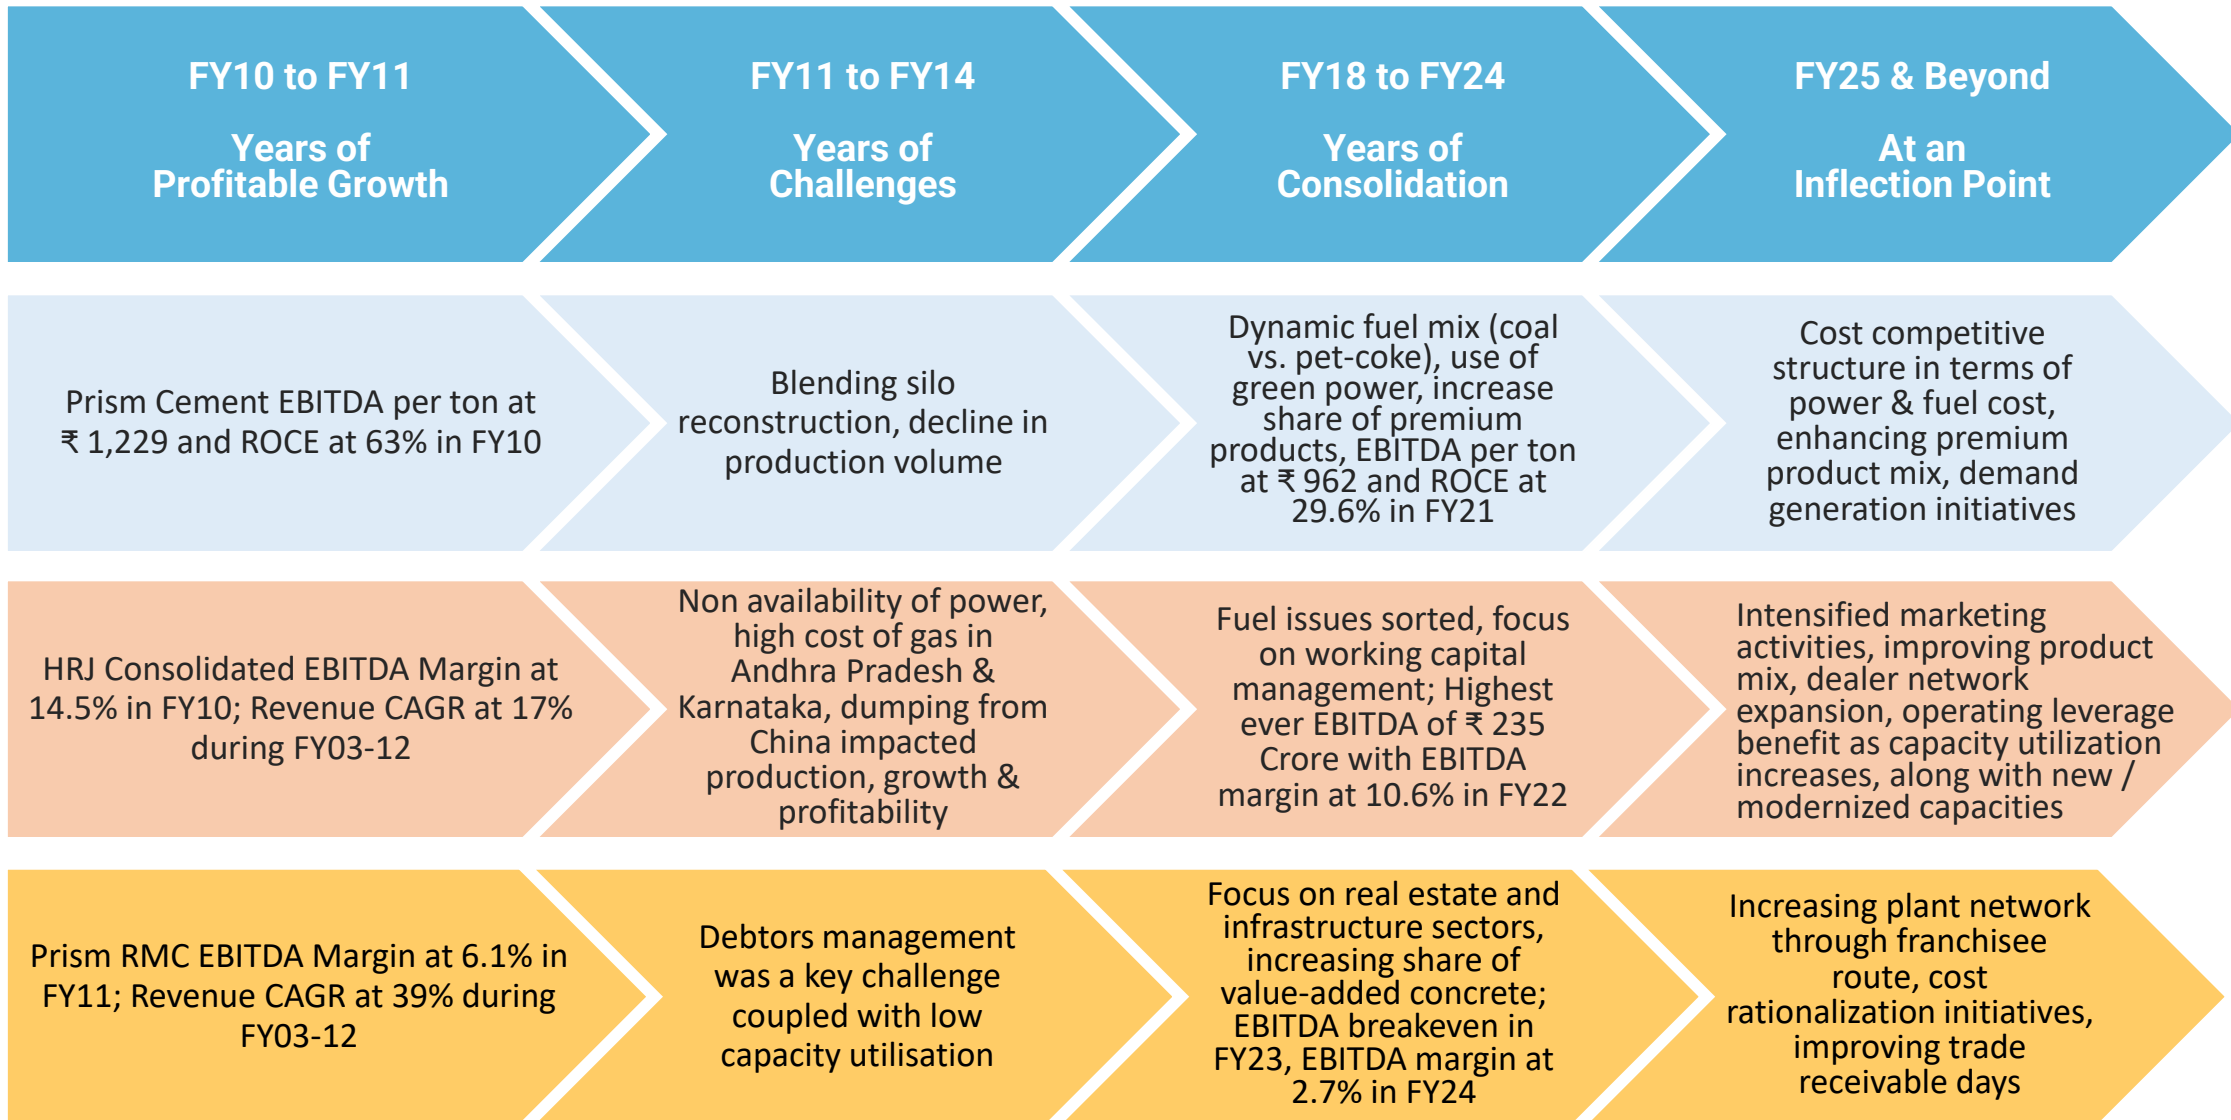 FY10 to FY11
Years of
Profitable Growth
FY11 to FY14
Years of
Challenges
FY18 to FY24
Years of
Consolidation
FY25 & Beyond
At an
Inflection Point
Prism Cement EBITDA per ton at
₹ 1,229 and ROCE at 63% in FY10
Blending silo
reconstruction, decline in
production volume
Dynamic fuel mix (coal
vs. pet-coke), use of
green power, increase
share of premium
products, EBITDA per ton
at ₹ 962 and ROCE at
29.6% in FY21
Cost competitive
structure in terms of
power & fuel cost,
enhancing premium
product mix, demand
generation initiatives
HRJ Consolidated EBITDA Margin at
14.5% in FY10; Revenue CAGR at 17%
during FY03-12
Non availability of power,
high cost of gas in
Andhra Pradesh &
Karnataka, dumping from
China impacted
production, growth &
profitability
Fuel issues sorted, focus
on working capital
management; Highest
ever EBITDA of ₹ 235
Crore with EBITDA
margin at 10.6% in FY22
Intensified marketing
activities, improving product
mix, dealer network
expansion, operating leverage
benefit as capacity utilization
increases, along with new /
modernized capacities
Prism RMC EBITDA Margin at 6.1% in
FY11; Revenue CAGR at 39% during
FY03-12
Debtors management
was a key challenge
coupled with low
capacity utilisation
Focus on real estate and
infrastructure sectors,
increasing share of
value-added concrete;
EBITDA breakeven in
FY23, EBITDA margin at
2.7% in FY24
Increasing plant network
through franchisee
route, cost
rationalization initiatives,
improving trade
receivable days